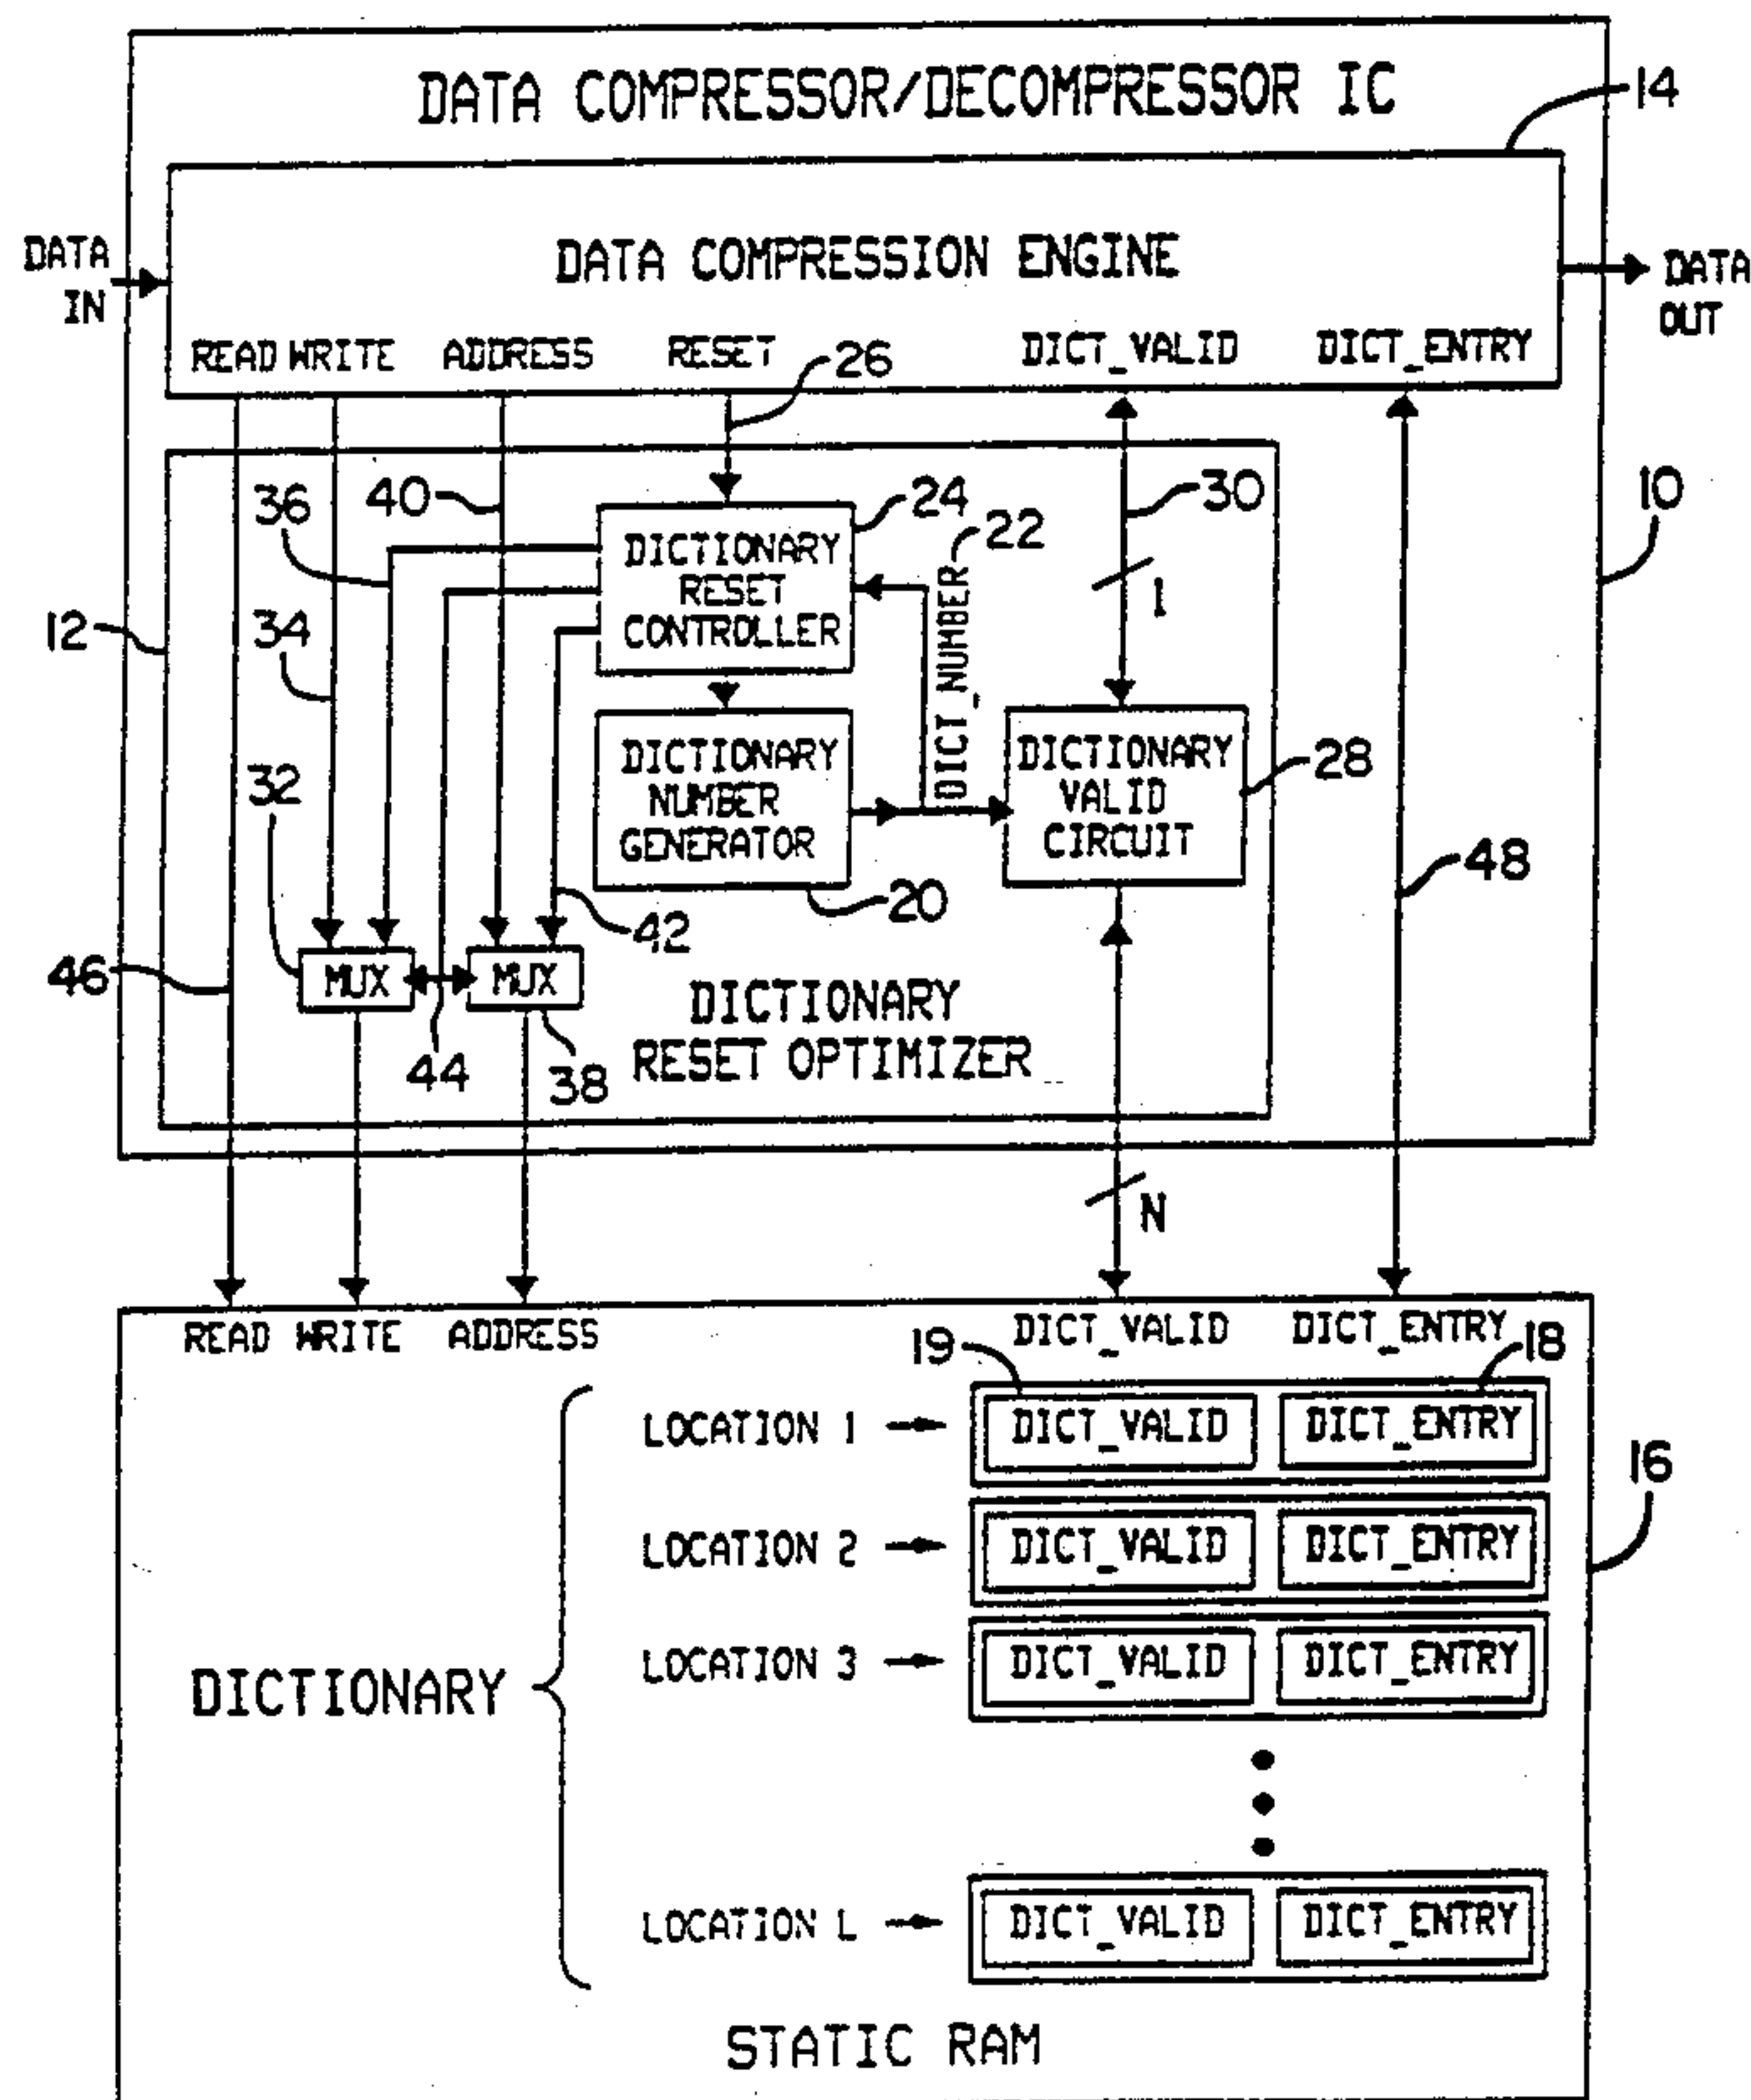 DATA COMPRESSOR/DECOMPRESSOR IC
14
DATA COMPRESSION ENGINE
DATA
IN
DATA
OUT
READ WRITE ADDRESS RESET DICT_VALID DICT_ENTRY
26
36
40
24
22
30
10
DICTIONARY
RESET
CONTROLLER
DICT_NUMBER
1
12
34
32
DICTIONARY
NUMBER
GENERATOR
DICTIONARY
VALID
CIRCUIT
28
48
20
42
46
MUX
MUX
44
38
DICTIONARY
RESET OPTIMIZER
N
READ WRITE ADDRESS DICT_VALID DICT_ENTRY
19
18
LOCATION 1 DICT_VALID DICT_ENTRY
16
LOCATION 2 DICT_VALID DICT_ENTRY
LOCATION 3 DICT_VALID DICT_ENTRY
DICTIONARY
LOCATION L DICT_VALID DICT_ENTRY
STATIC RAM